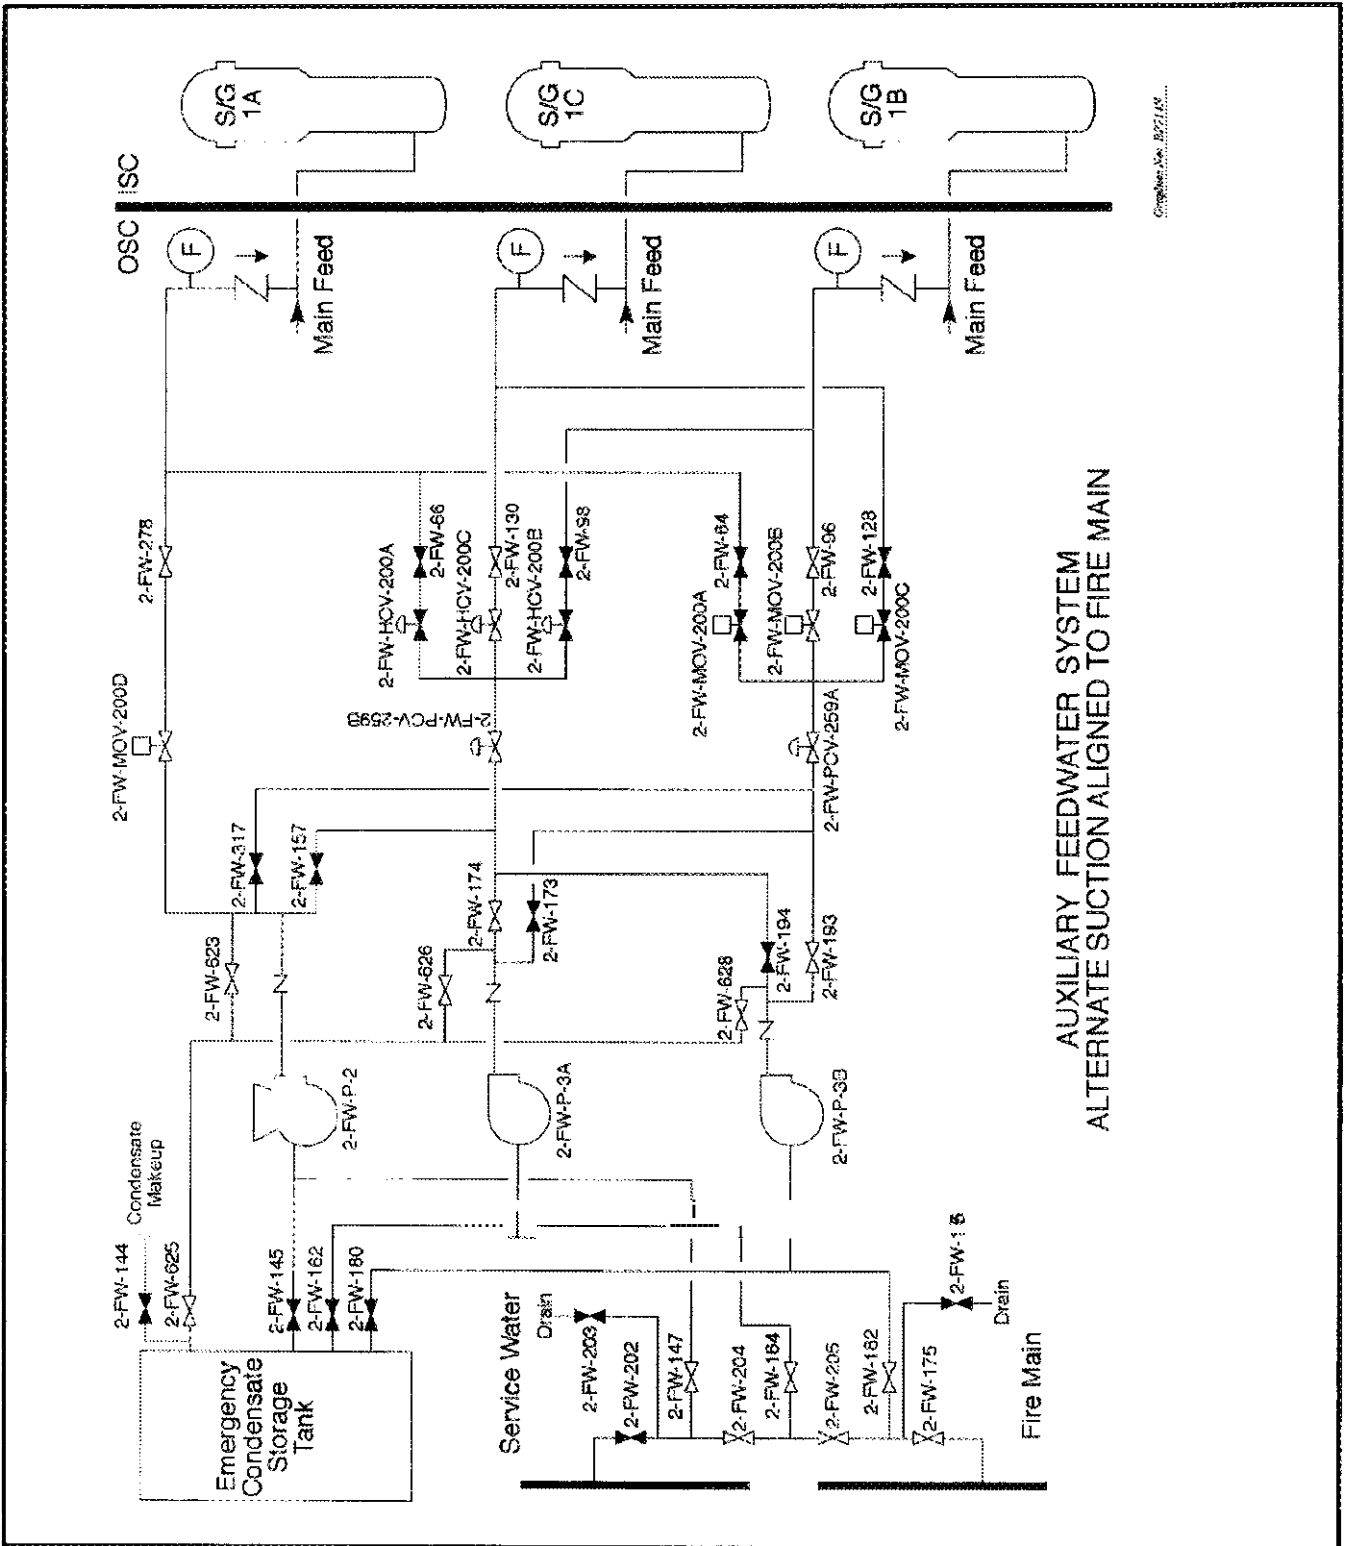 S/G
1A
S/G
1C
S/G
1B
ISC
OSC
F
F
F
Main Feed
Main Feed
Main Feed
2-FW-278
2-FW-MOV-200D
2-FW-HCV-200A
2-FW-66
2-FW-HCV-200C
2-FW-130
2-FW-HCV-200B
2-FW-98
2-FW-MOV-200A
2-FW-64
2-FW-MOV-200B
2-FW-96
2-FW-MOV-200C
2-FW-128
2-FW-PCV-259B
2-FW-PCV-259A
2-FW-317
2-FW-157
2-FW-174
2-FW-173
2-FW-194
2-FW-193
2-FW-623
2-FW-626
2-FW-628
2-FW-P-2
2-FW-P-3A
2-FW-P-3B
Condensate
Makeup
2-FW-144
2-FW-625
2-FW-145
2-FW-162
2-FW-180
Emergency
Condensate
Storage
Tank
Service Water
Drain
2-FW-203
2-FW-202
2-FW-147
2-FW-204
2-FW-164
2-FW-205
2-FW-182
2-FW-175
Drain
Fire Main
AUXILIARY FEEDWATER SYSTEM
ALTERNATE SUCTION ALIGNED TO FIRE MAIN